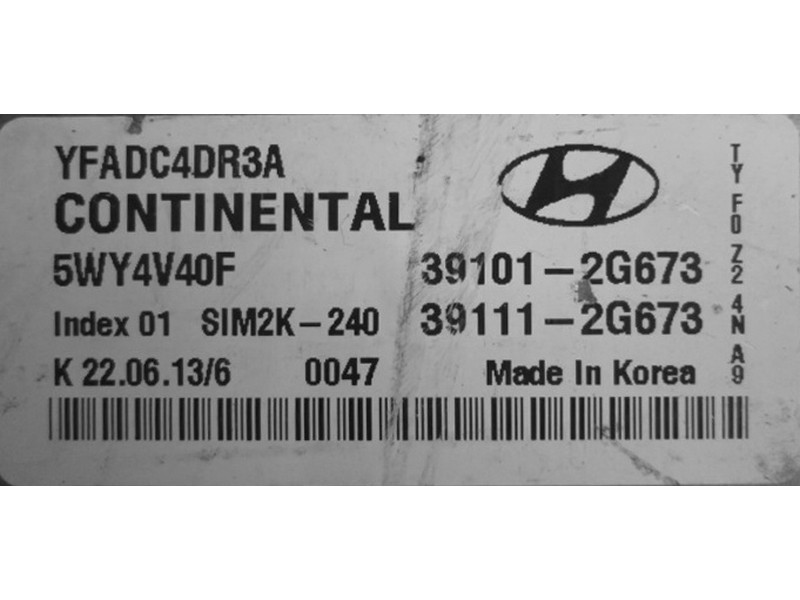 YFADC4DR3A
CONTINENTAL
5WY4V40F 39101-2G673
Index 01 SIM2K-240 39111-2G673
K 22.06.13/6 0047 Made In Korea
TY F0 Z2 4N A9